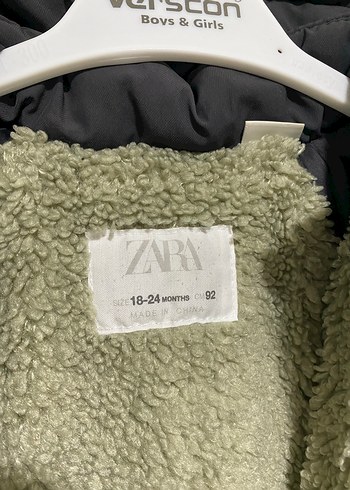 verscon
Boys & Girls
ZARA
SIZE 18-24 MONTHS CM 92
MADE IN CHINA